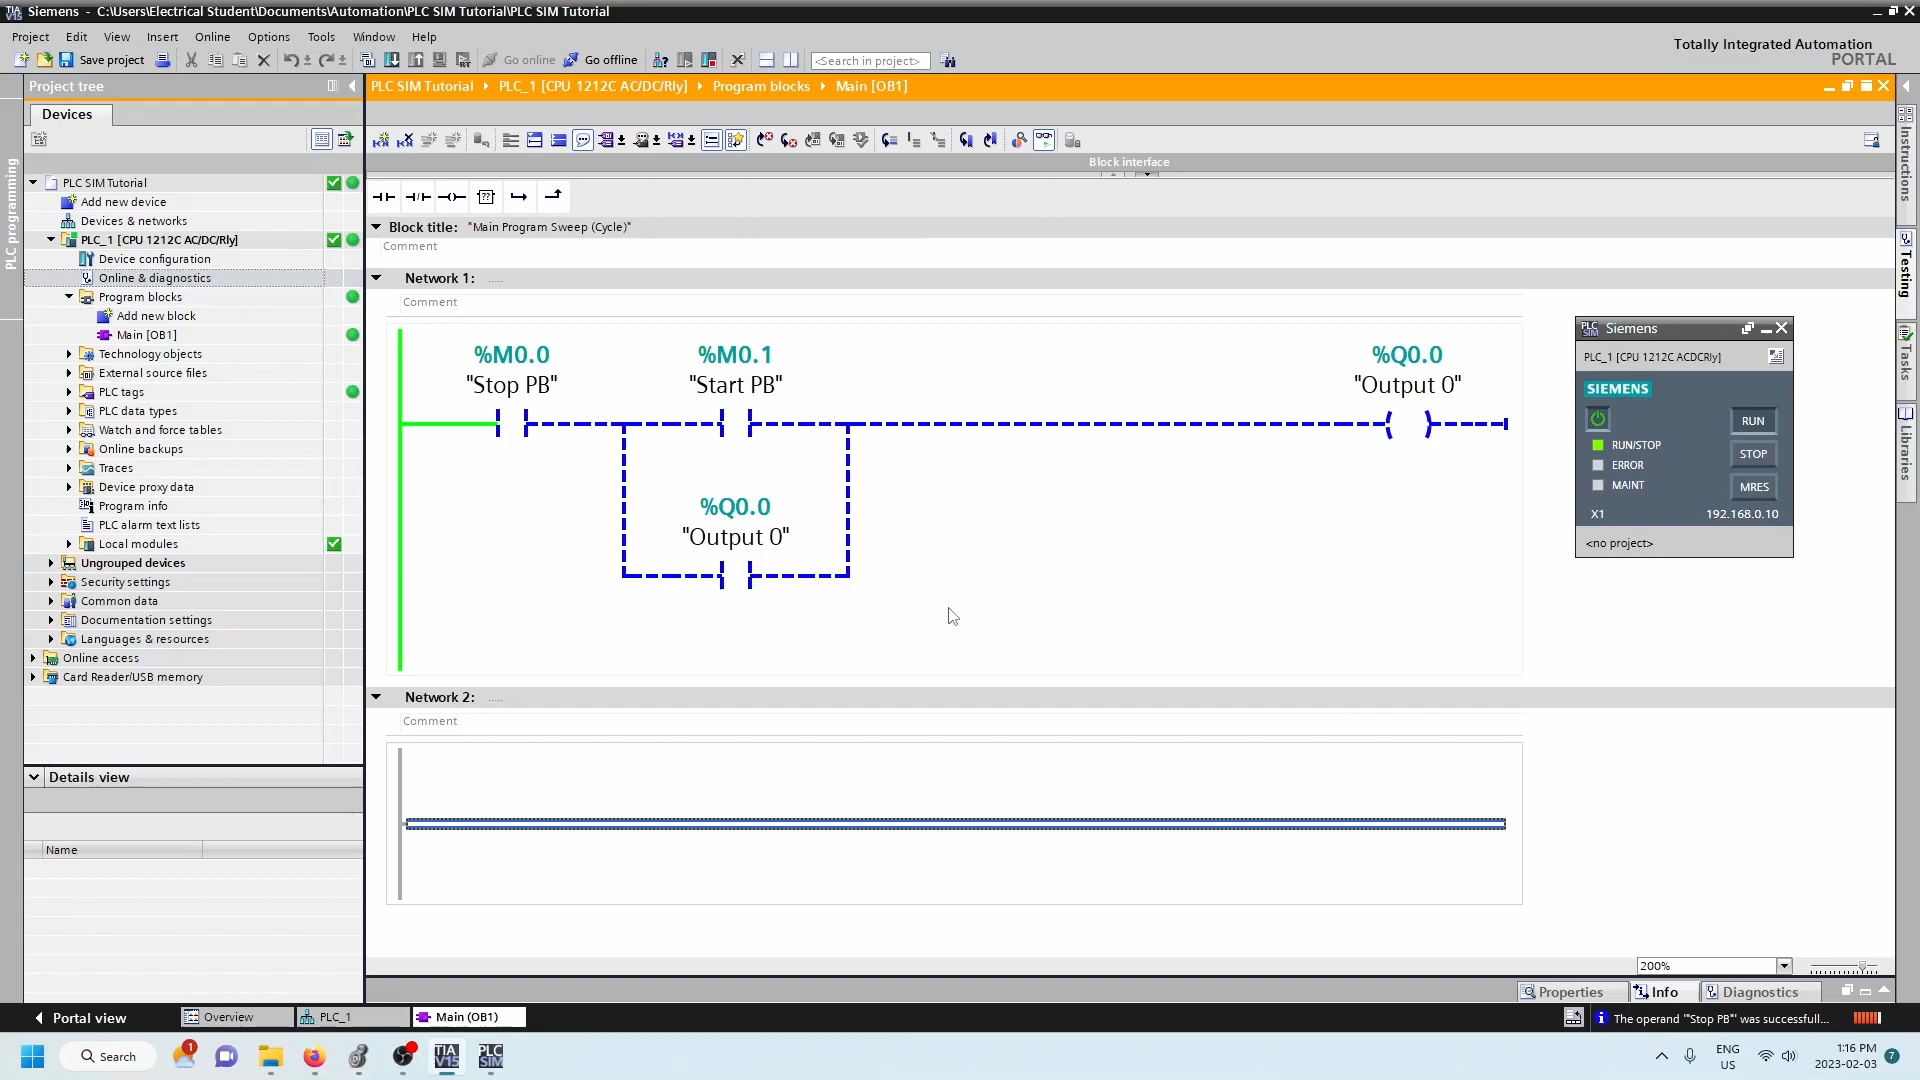 Siemens - C:\Users\Electrical Student\Documents\Automation\PLC SIM Tutorial\PLC SIM Tutorial
Project Edit View Insert Online Options Tools Window Help
Totally Integrated Automation
PORTAL
Save project Go online Go offline <Search in project>
Project tree
PLC SIM Tutorial PLC_1 [CPU 1212C AC/DC/Rly] Program blocks Main [OB1]
Devices
Block interface
PLC programming
PLC SIM Tutorial
Add new device
Devices & networks
PLC_1 [CPU 1212C AC/DC/Rly]
Device configuration
Online & diagnostics
Program blocks
Add new block
Main [OB1]
Technology objects
External source files
PLC tags
PLC data types
Watch and force tables
Online backups
Traces
Device proxy data
Program info
PLC alarm text lists
Local modules
Ungrouped devices
Security settings
Common data
Documentation settings
Languages & resources
Online access
Card Reader/USB memory
Details view
Name
Block title: "Main Program Sweep (Cycle)"
Comment
Network 1: .....
Comment
%M0.0 %M0.1 %Q0.0
"Stop PB" "Start PB" "Output 0"
%Q0.0
"Output 0"
Network 2: .....
Comment
PLC SIM Siemens
PLC_1 [CPU 1212C ACDCRly]
SIEMENS
RUN
RUN/STOP
STOP
ERROR
MAINT
MRES
X1 192.168.0.10
<no project>
Instructions
Testing
Tasks
Libraries
200%
Properties Info Diagnostics
Portal view Overview PLC_1 Main (OB1) The operand '"Stop PB"' was successfull...
Search 1 TIA V15 PLC SIM ENG US 1:16 PM 2023-02-03 7